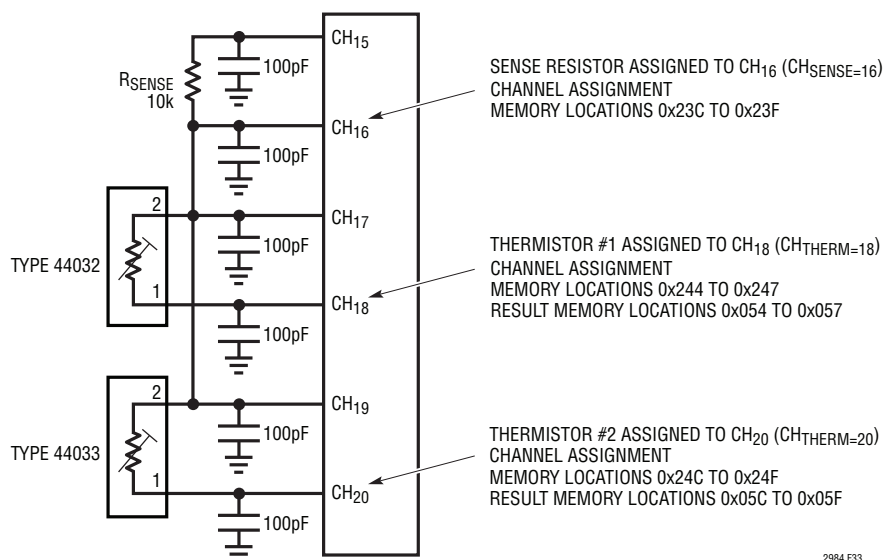 CH15
100pF
RSENSE
10k
SENSE RESISTOR ASSIGNED TO CH16 (CHSENSE=16)
CHANNEL ASSIGNMENT
MEMORY LOCATIONS 0x23C TO 0x23F
CH16
100pF
2
CH17
100pF
TYPE 44032
THERMISTOR #1 ASSIGNED TO CH18 (CHTHERM=18)
CHANNEL ASSIGNMENT
MEMORY LOCATIONS 0x244 TO 0x247
RESULT MEMORY LOCATIONS 0x054 TO 0x057
1
CH18
100pF
2
CH19
100pF
TYPE 44033
THERMISTOR #2 ASSIGNED TO CH20 (CHTHERM=20)
CHANNEL ASSIGNMENT
MEMORY LOCATIONS 0x24C TO 0x24F
RESULT MEMORY LOCATIONS 0x05C TO 0x05F
1
CH20
100pF
2984 F33